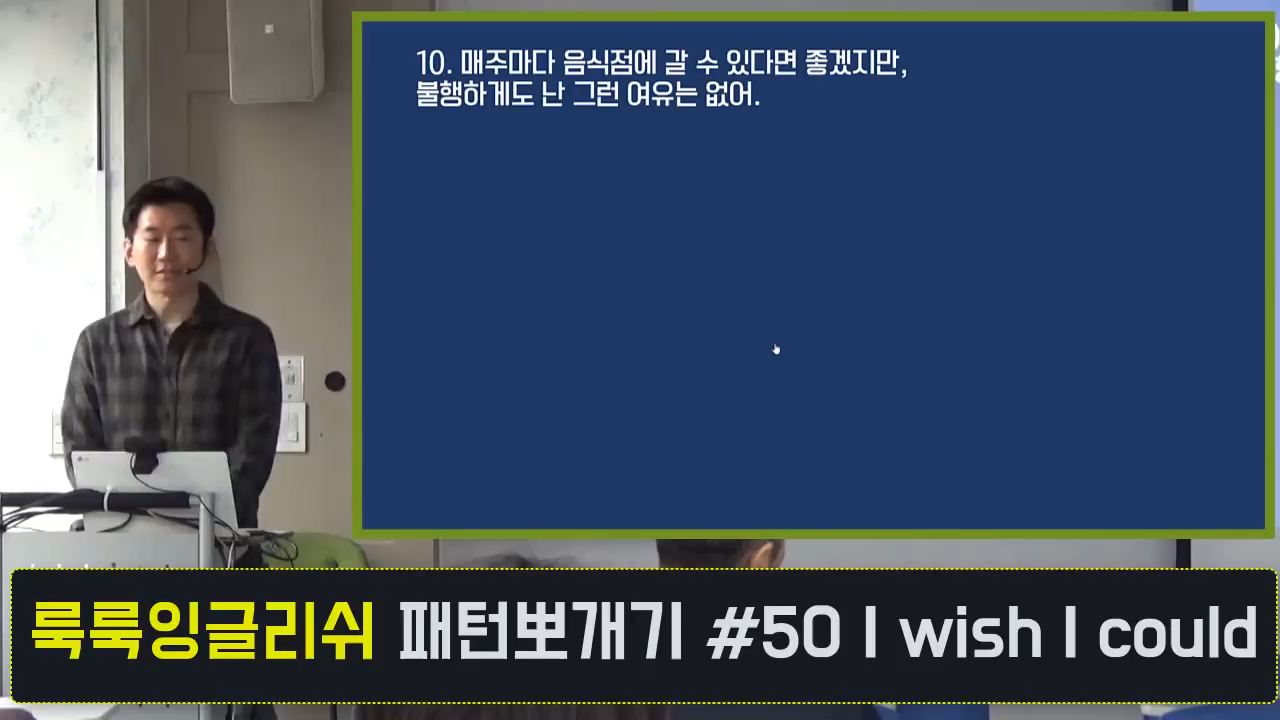 10. 매주마다 음식점에 갈 수 있다면 좋겠지만,
불행하게도 난 그런 여유는 없어.
룩룩잉글리쉬 패턴뽀개기 #50 I wish I could